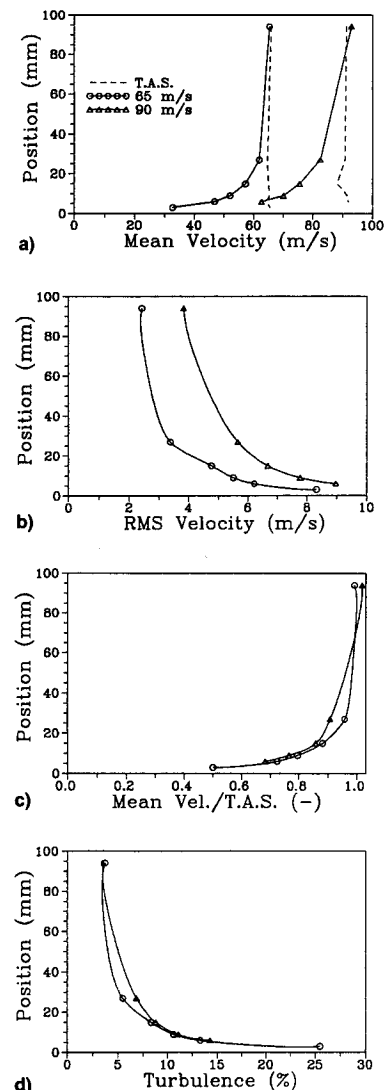 100
80
60
40
20
0
Position (mm)
T.A.S.
65 m/s
90 m/s
0 20 40 60 80 100
Mean Velocity (m/s)
a)
100
80
60
40
20
0
Position (mm)
0 2 4 6 8 10
RMS Velocity (m/s)
b)
100
80
60
40
20
0
Position (mm)
0.0 0.2 0.4 0.6 0.8 1.0
Mean Vel./T.A.S. (-)
c)
100
80
60
40
20
0
Position (mm)
0 5 10 15 20 25 30
Turbulence (%)
d)